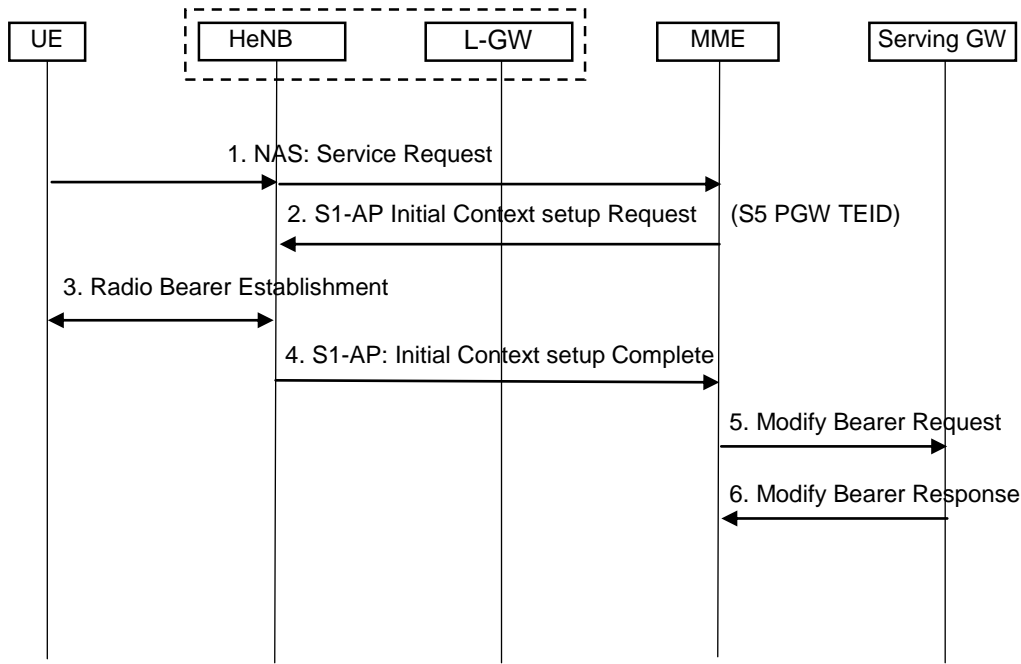 UE
HeNB
L-GW
MME
Serving GW
1. NAS: Service Request
2. S1-AP Initial Context setup Request (S5 PGW TEID)
3. Radio Bearer Establishment
4. S1-AP: Initial Context setup Complete
5. Modify Bearer Request
6. Modify Bearer Response